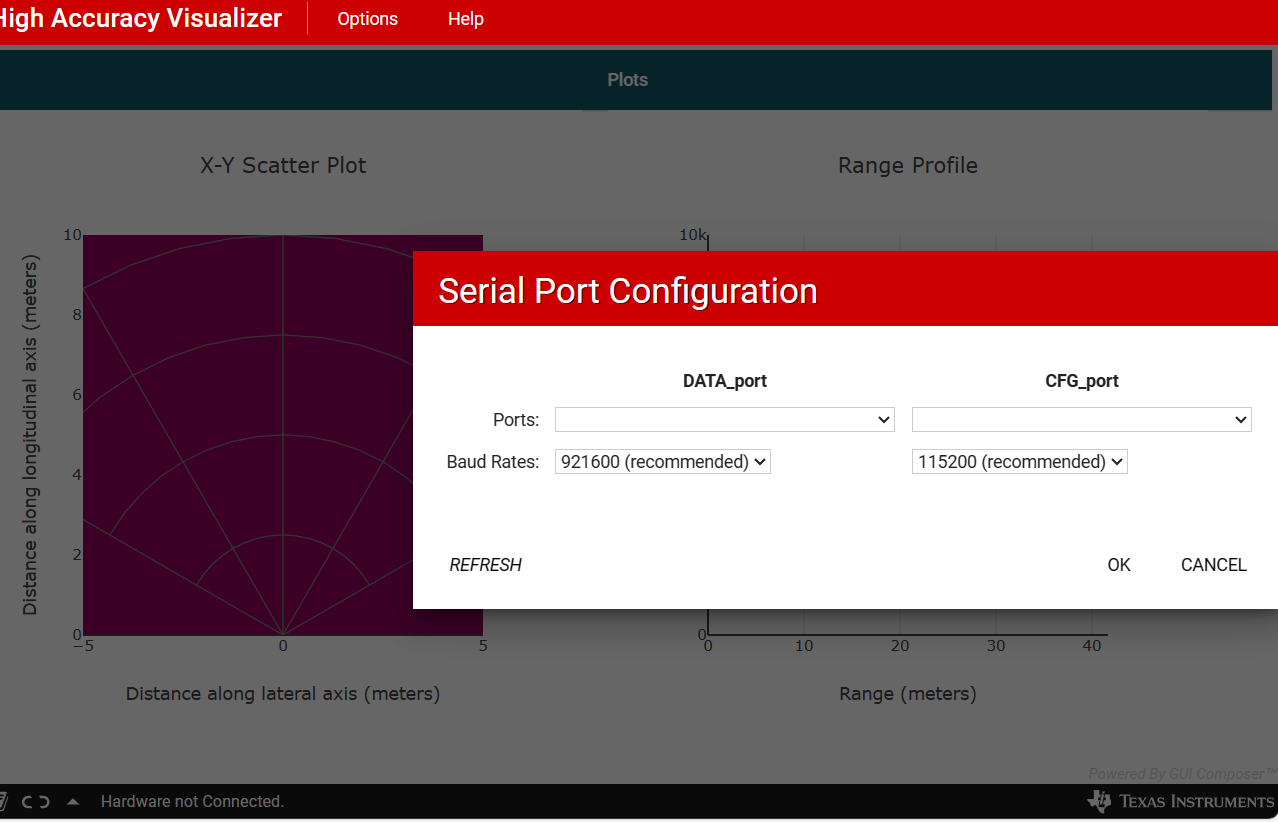 High Accuracy Visualizer
Options
Help
Plots
X-Y Scatter Plot
Range Profile
Distance along longitudinal axis (meters)
10
8
6
4
2
0
−5
0
5
Distance along lateral axis (meters)
10k
0
0
10
20
30
40
Range (meters)
Serial Port Configuration
DATA_port
CFG_port
Ports:
Baud Rates:
921600 (recommended)
115200 (recommended)
REFRESH
OK
CANCEL
Powered By GUI Composer™
Hardware not Connected.
TEXAS INSTRUMENTS